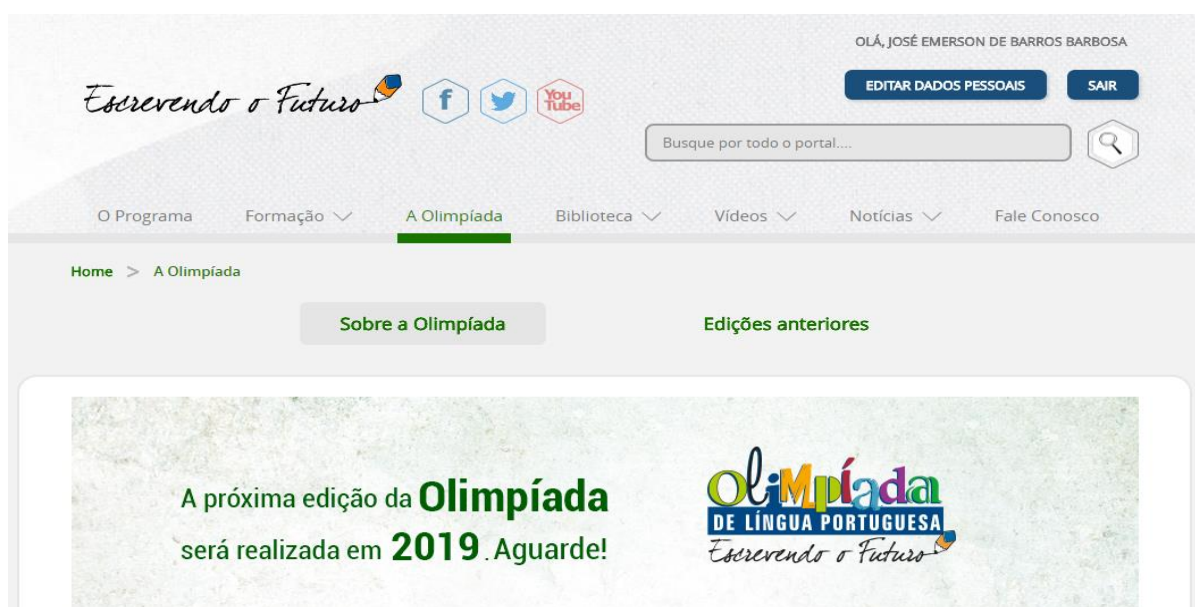 OLÁ, JOSÉ EMERSON DE BARROS BARBOSA
Escrevendo o Futuro
f
You Tube
EDITAR DADOS PESSOAIS SAIR
Busque por todo o portal....
O Programa Formação A Olimpíada Biblioteca Vídeos Notícias Fale Conosco
Home > A Olimpíada
Sobre a Olimpíada Edições anteriores
A próxima edição da Olimpíada
será realizada em 2019. Aguarde!
OLiMpíada
DE LÍNGUA PORTUGUESA
Escrevendo o Futuro